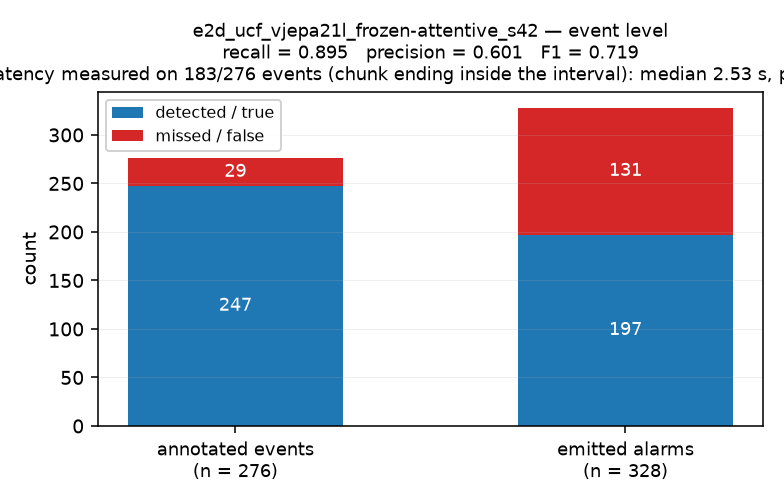 e2d_ucf_vjepa21l_frozen-attentive_s42 — event level
recall = 0.895   precision = 0.601   F1 = 0.719
measured on 183/276 events (chunk ending inside the interval): median 2.53 s,
detected / true
missed / false
300
250
200
150
100
50
0
count
29
247
131
197
annotated events
(n = 276)
emitted alarms
(n = 328)